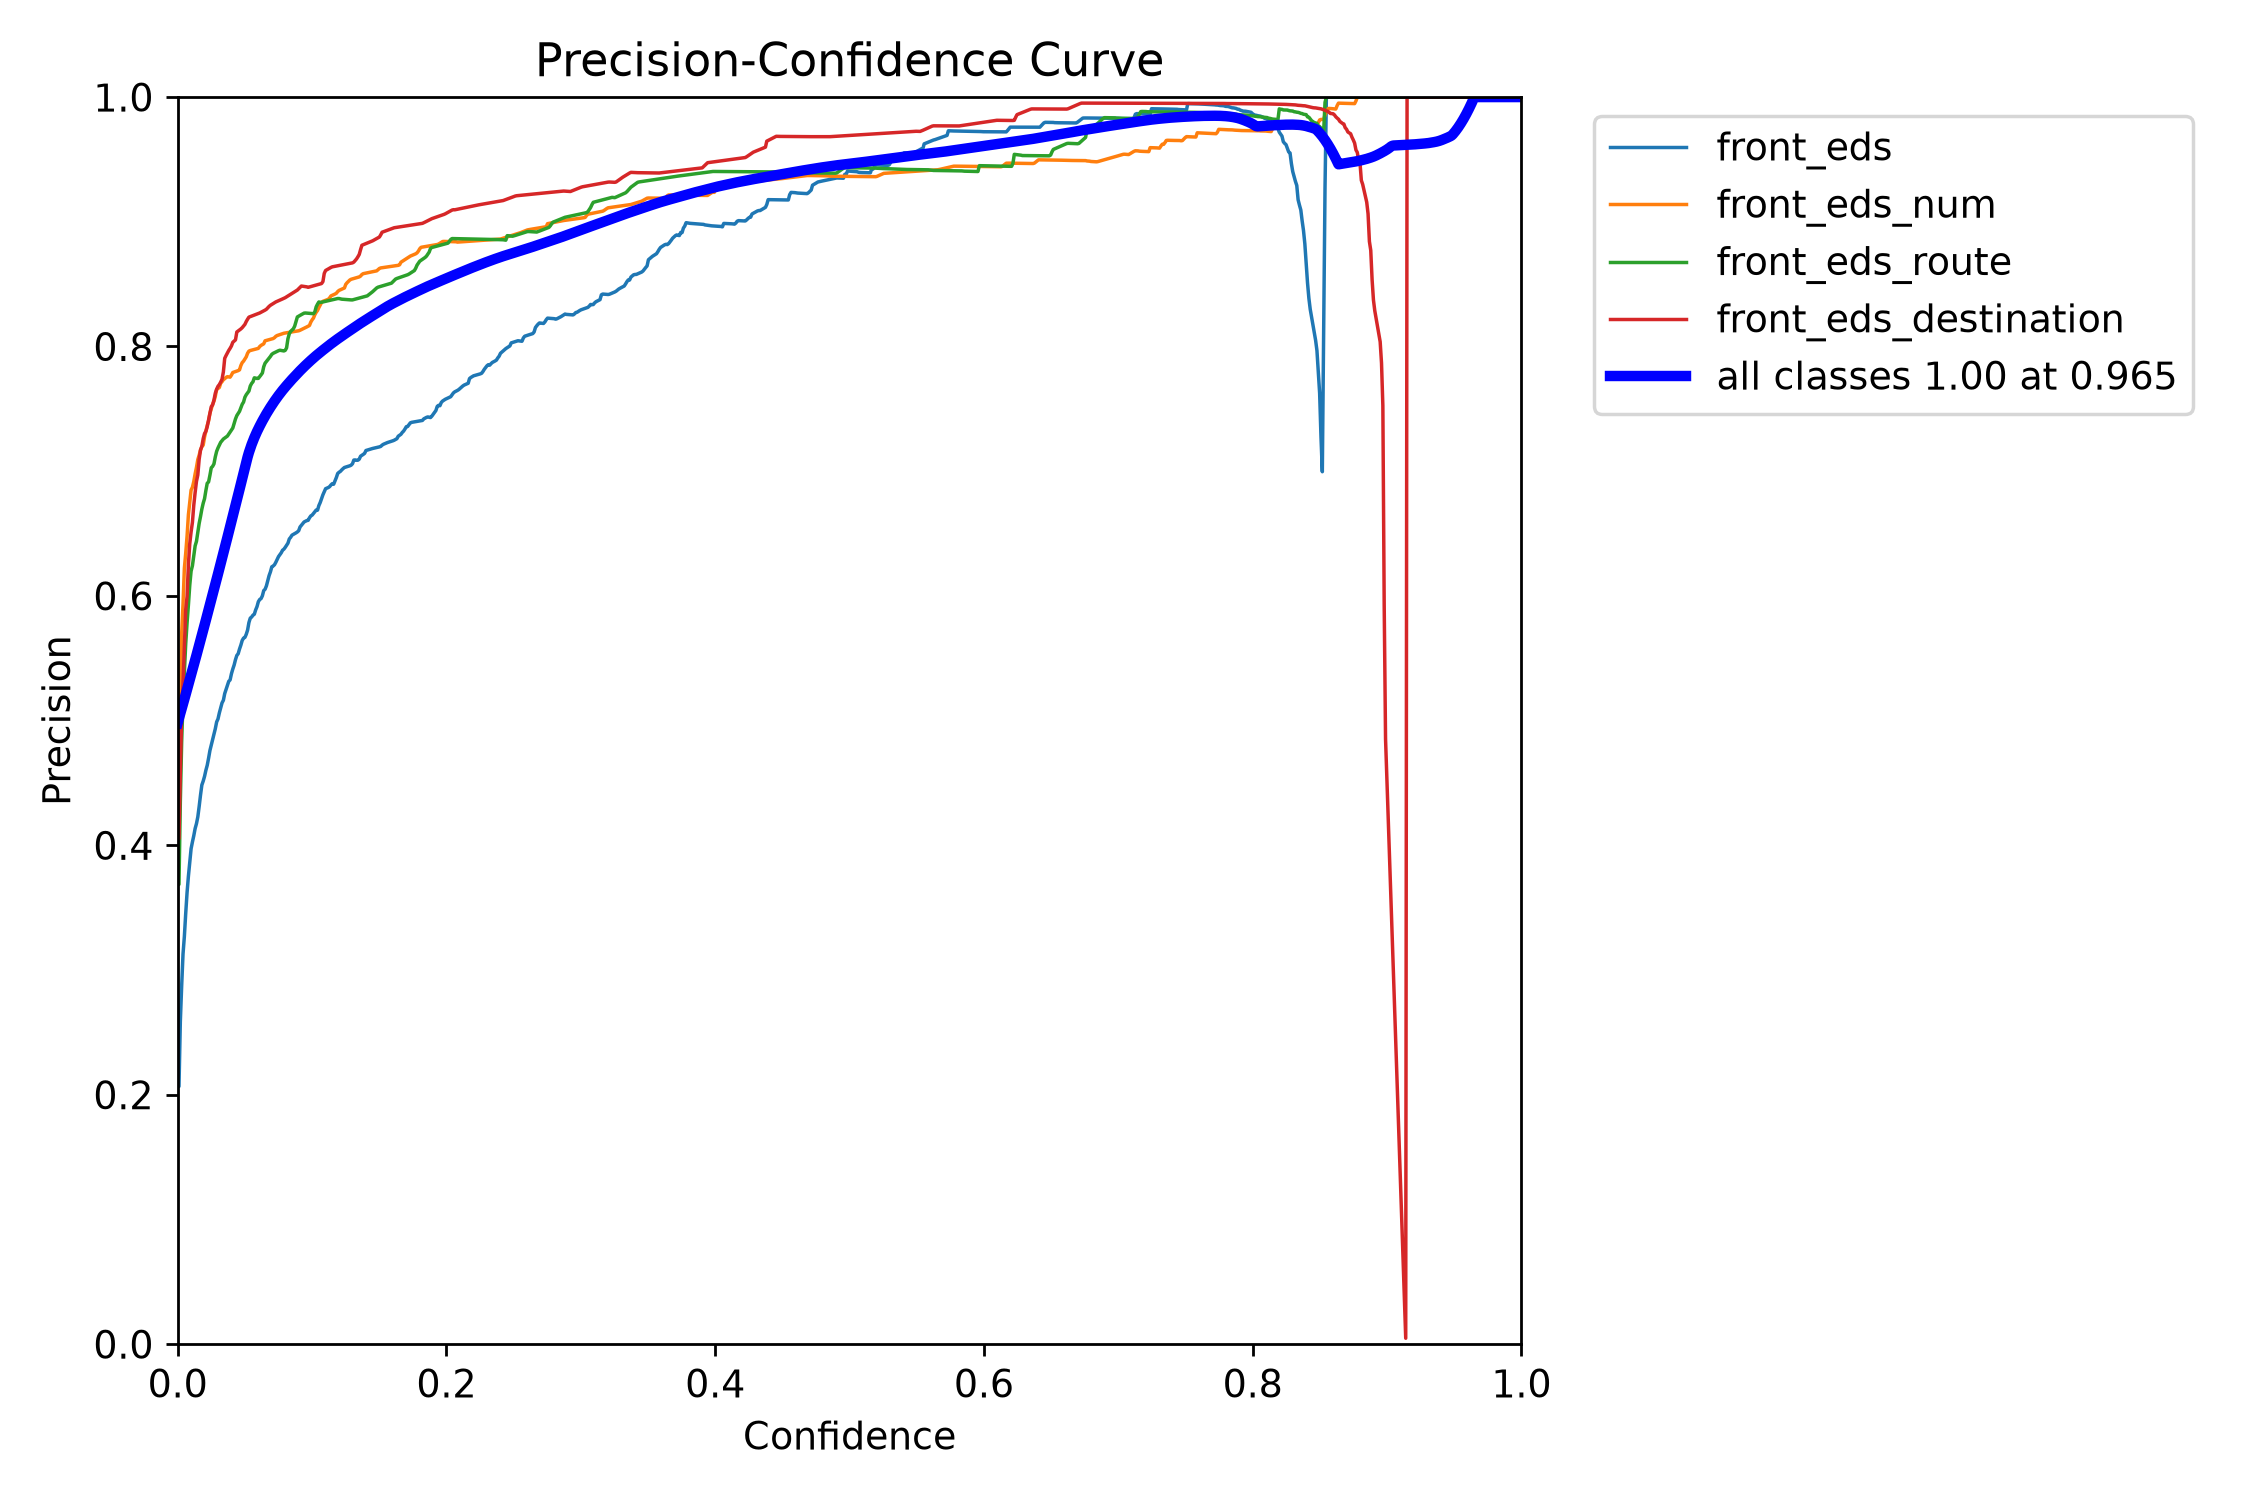 Precision-Confidence Curve
1.0
0.8
0.6
0.4
0.2
0.0
Precision
0.0 0.2 0.4 0.6 0.8 1.0
Confidence
front_eds
front_eds_num
front_eds_route
front_eds_destination
all classes 1.00 at 0.965